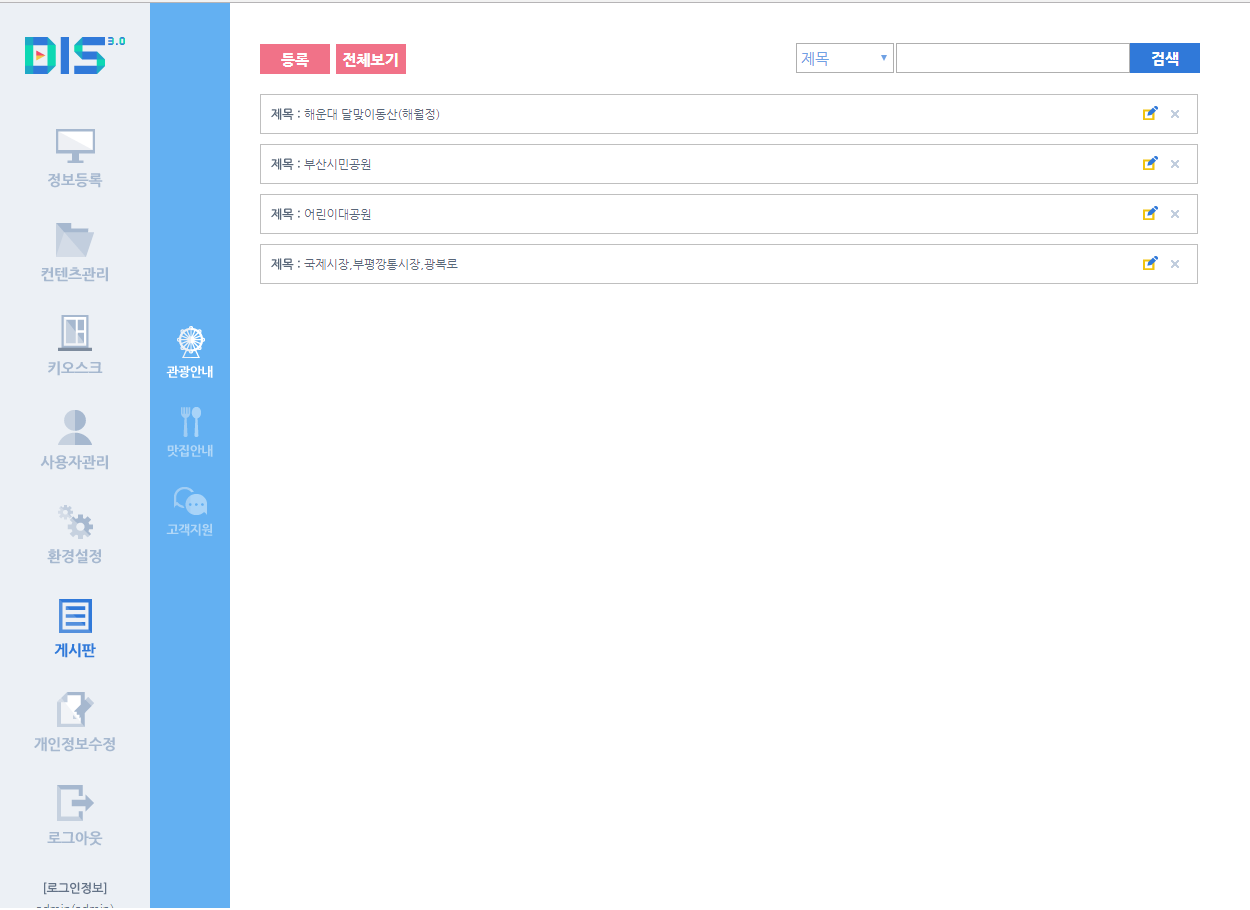 DIS 3.0
정보등록
컨텐츠관리
키오스크
사용자관리
환경설정
게시판
개인정보수정
로그아웃
[로그인정보]
admin(admin)
관광안내
맛집안내
고객지원
등록 전체보기 제목 검색
제목 : 해운대 달맞이동산(해월정)
제목 : 부산시민공원
제목 : 어린이대공원
제목 : 국제시장,부평깡통시장,광복로